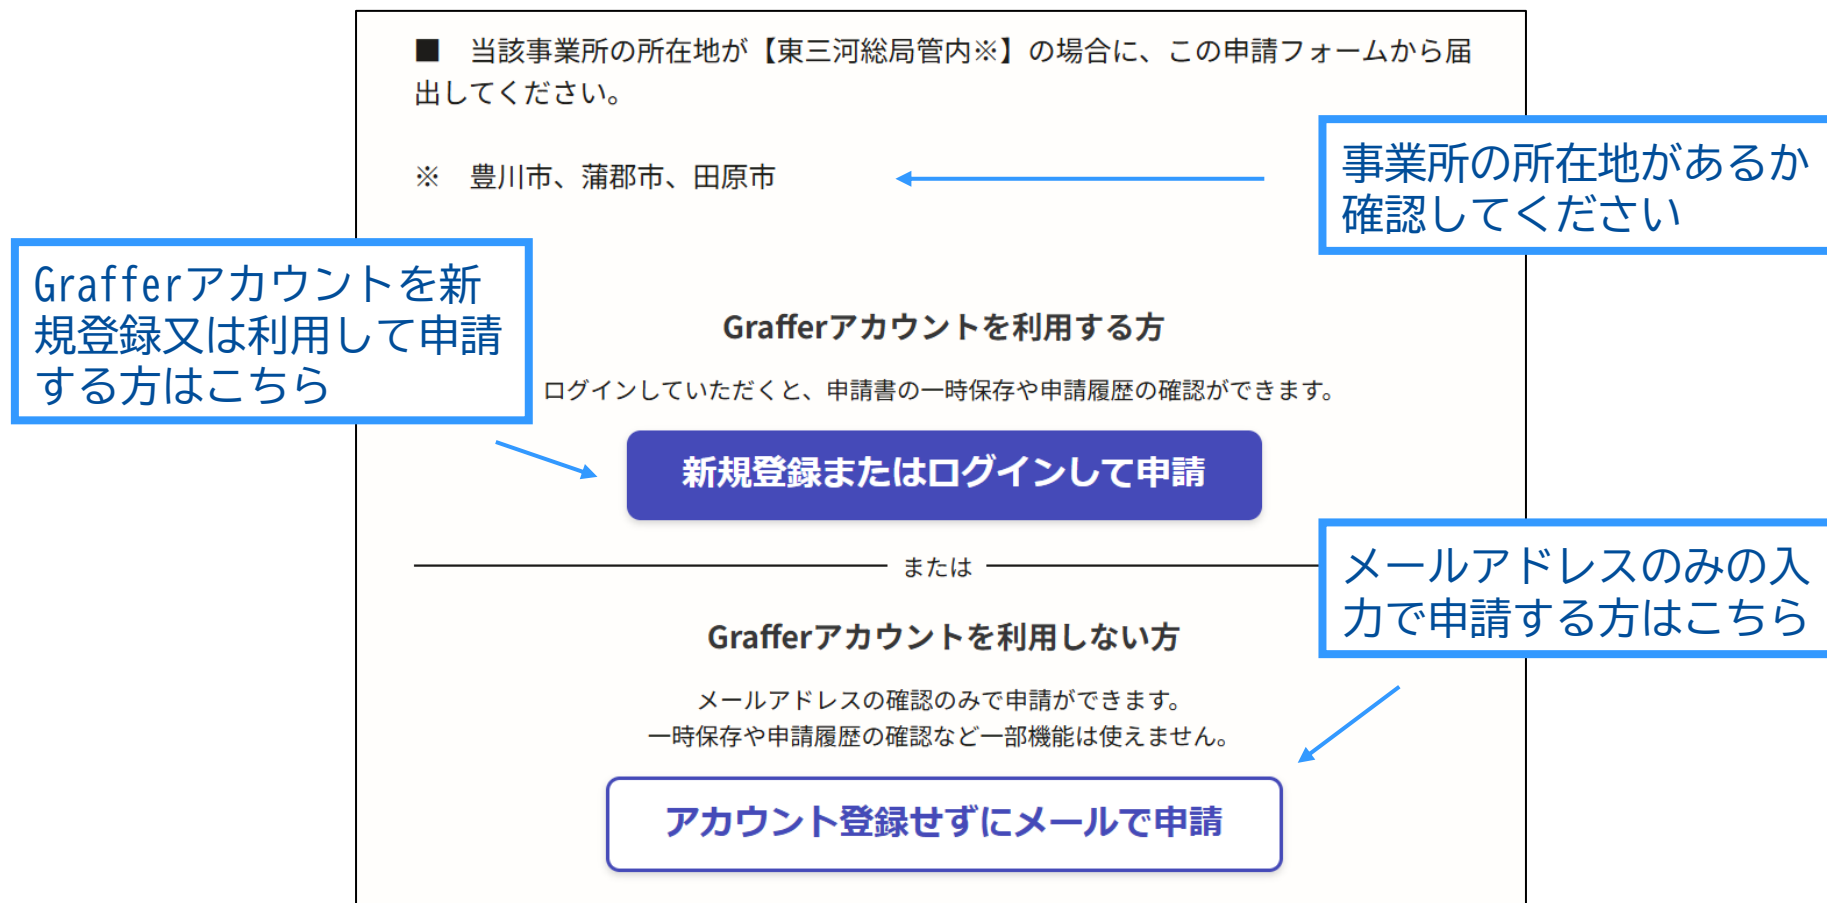 ■　当該事業所の所在地が【東三河総局管内※】の場合に、この申請フォームから届
出してください。
※　豊川市、蒲郡市、田原市
事業所の所在地があるか
確認してください
Grafferアカウントを新
規登録又は利用して申請
する方はこちら
Grafferアカウントを利用する方
ログインしていただくと、申請書の一時保存や申請履歴の確認ができます。
新規登録またはログインして申請
または
メールアドレスのみの入
力で申請する方はこちら
Grafferアカウントを利用しない方
メールアドレスの確認のみで申請ができます。
一時保存や申請履歴の確認など一部機能は使えません。
アカウント登録せずにメールで申請